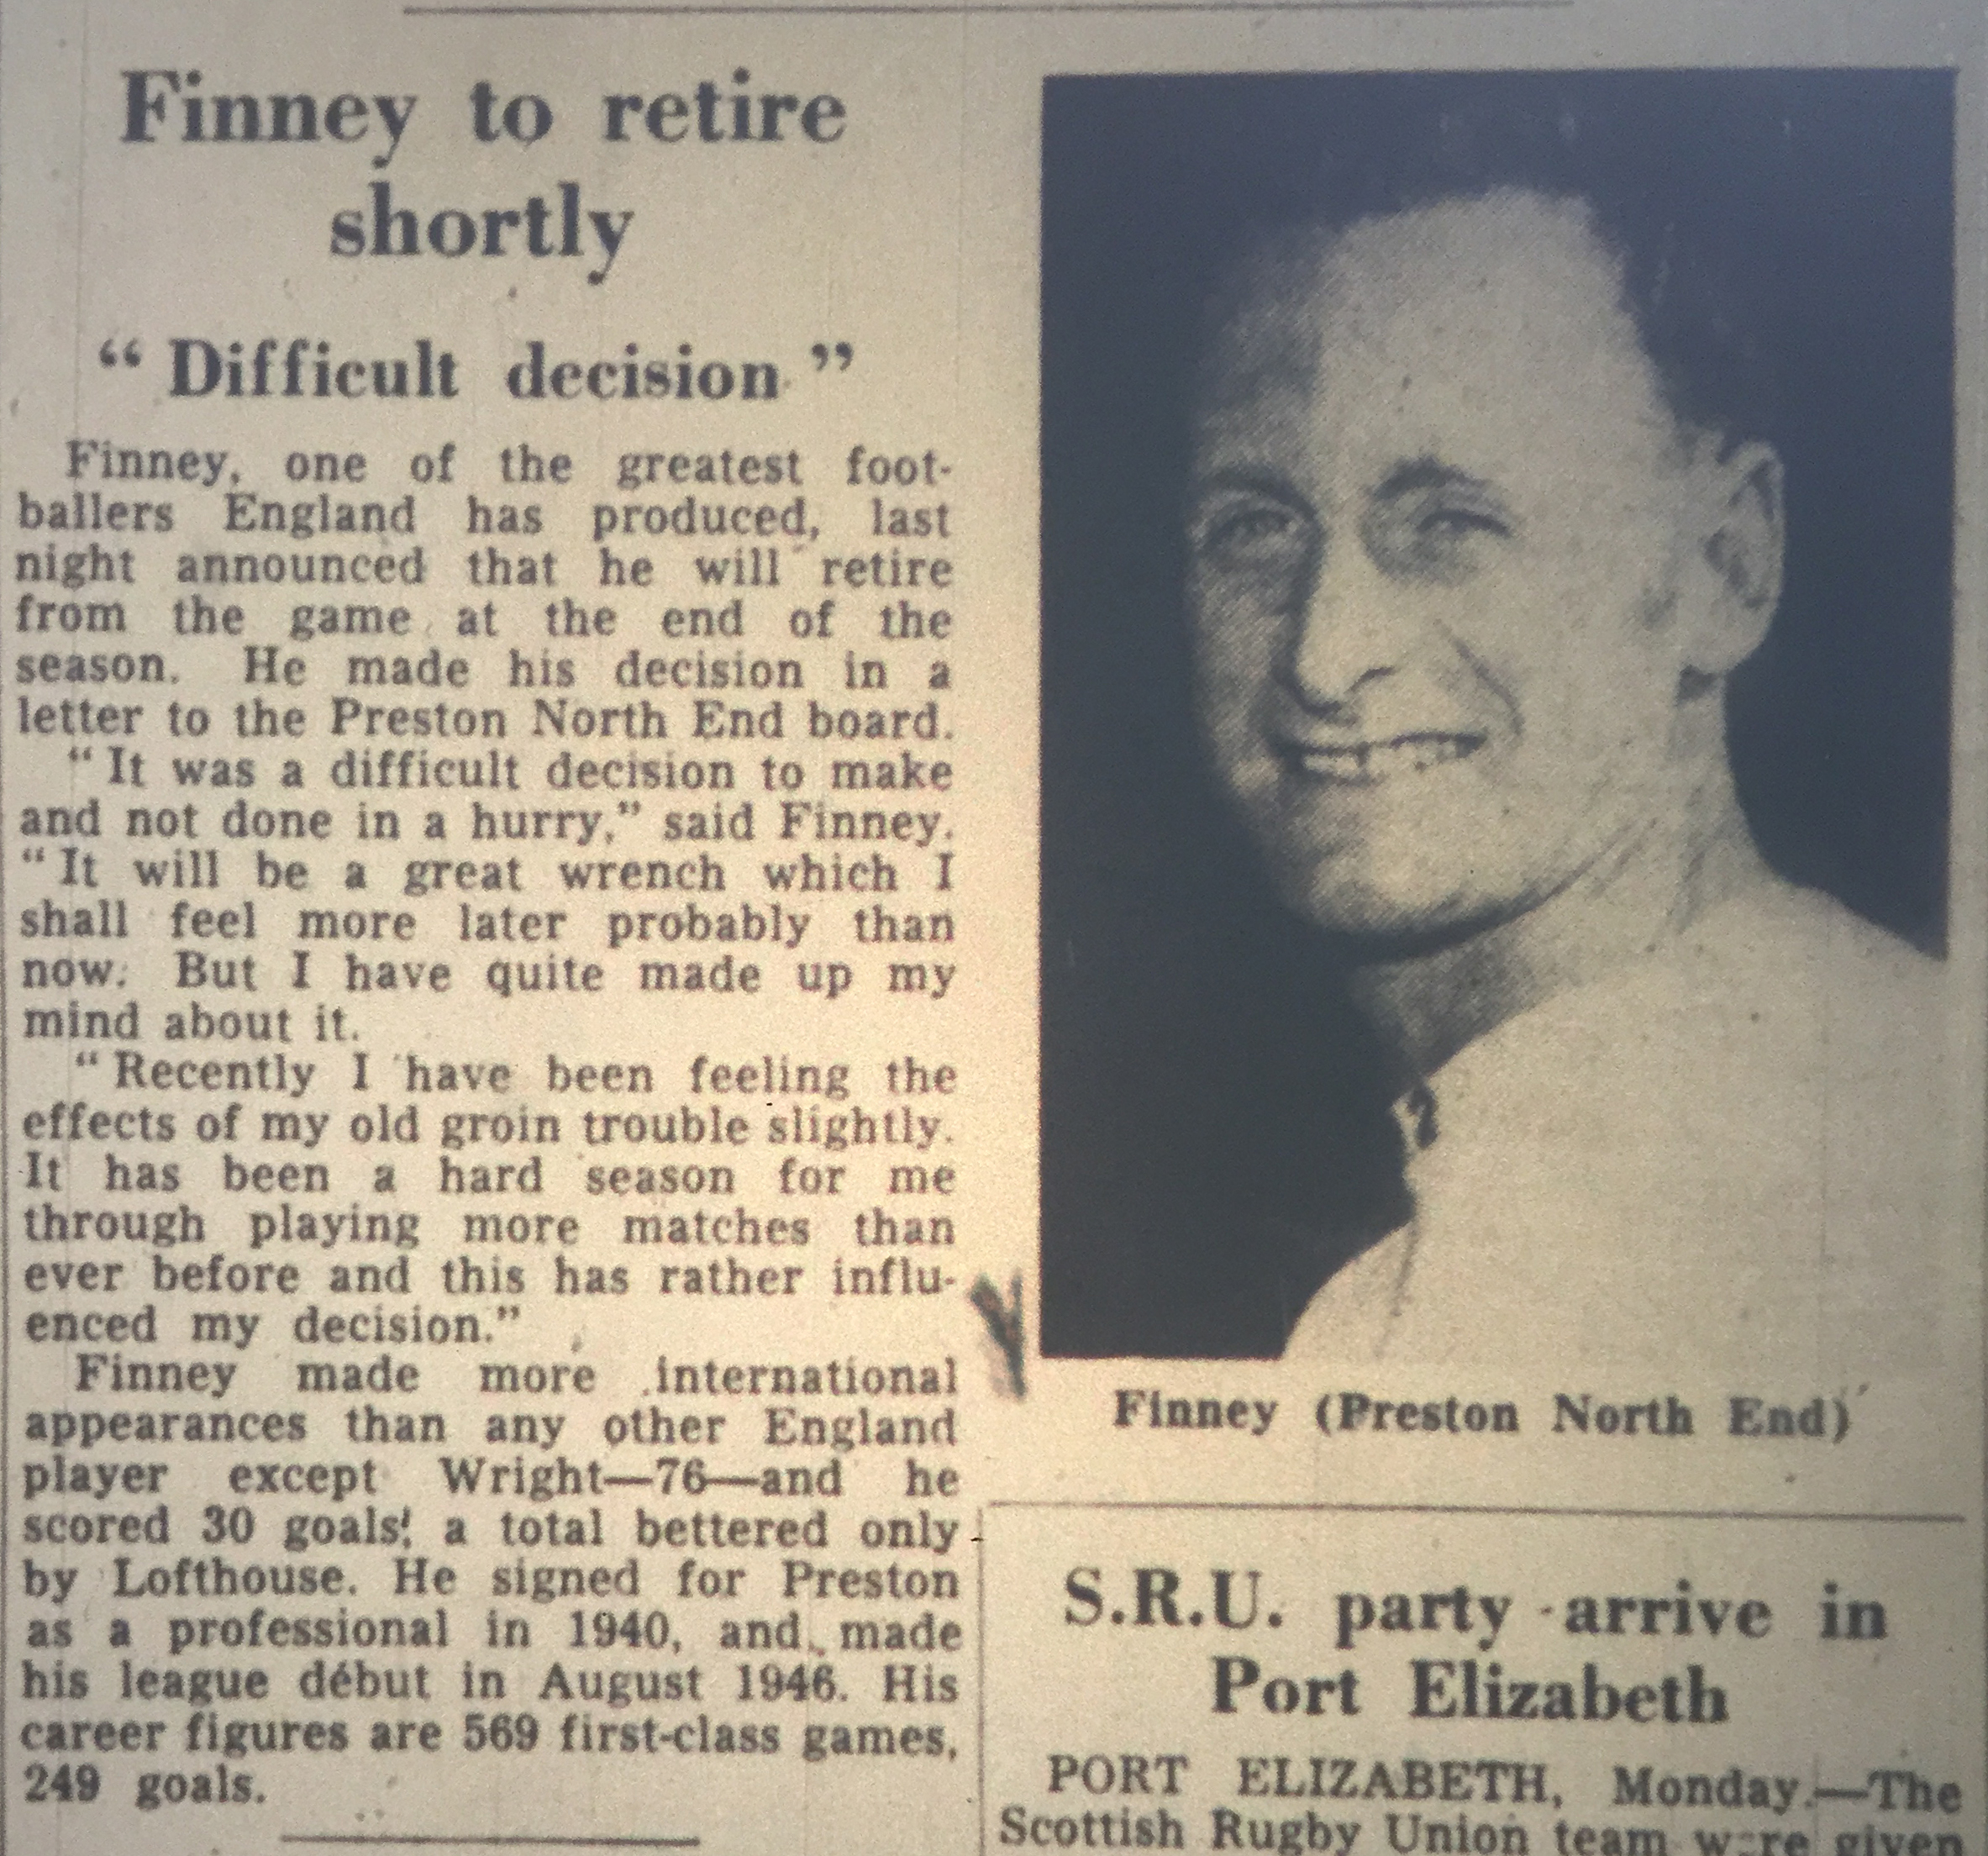 Finney to retire
shortly
“ Difficult decision ”
Finney, one of the greatest foot-
ballers England has produced, last
night announced that he will retire
from the game at the end of the
season. He made his decision in a
letter to the Preston North End board.
“ It was a difficult decision to make
and not done in a hurry,” said Finney.
“ It will be a great wrench which I
shall feel more later probably than
now. But I have quite made up my
mind about it.
“ Recently I have been feeling the
effects of my old groin trouble slightly.
It has been a hard season for me
through playing more matches than
ever before and this has rather influ-
enced my decision.”
Finney made more international
appearances than any other England
player except Wright—76—and he
scored 30 goals, a total bettered only
by Lofthouse. He signed for Preston
as a professional in 1940, and made
his league début in August 1946. His
career figures are 569 first-class games,
249 goals.
Finney (Preston North End)
S.R.U. party arrive in
Port Elizabeth
PORT ELIZABETH, Monday.—The
Scottish Rugby Union team were given